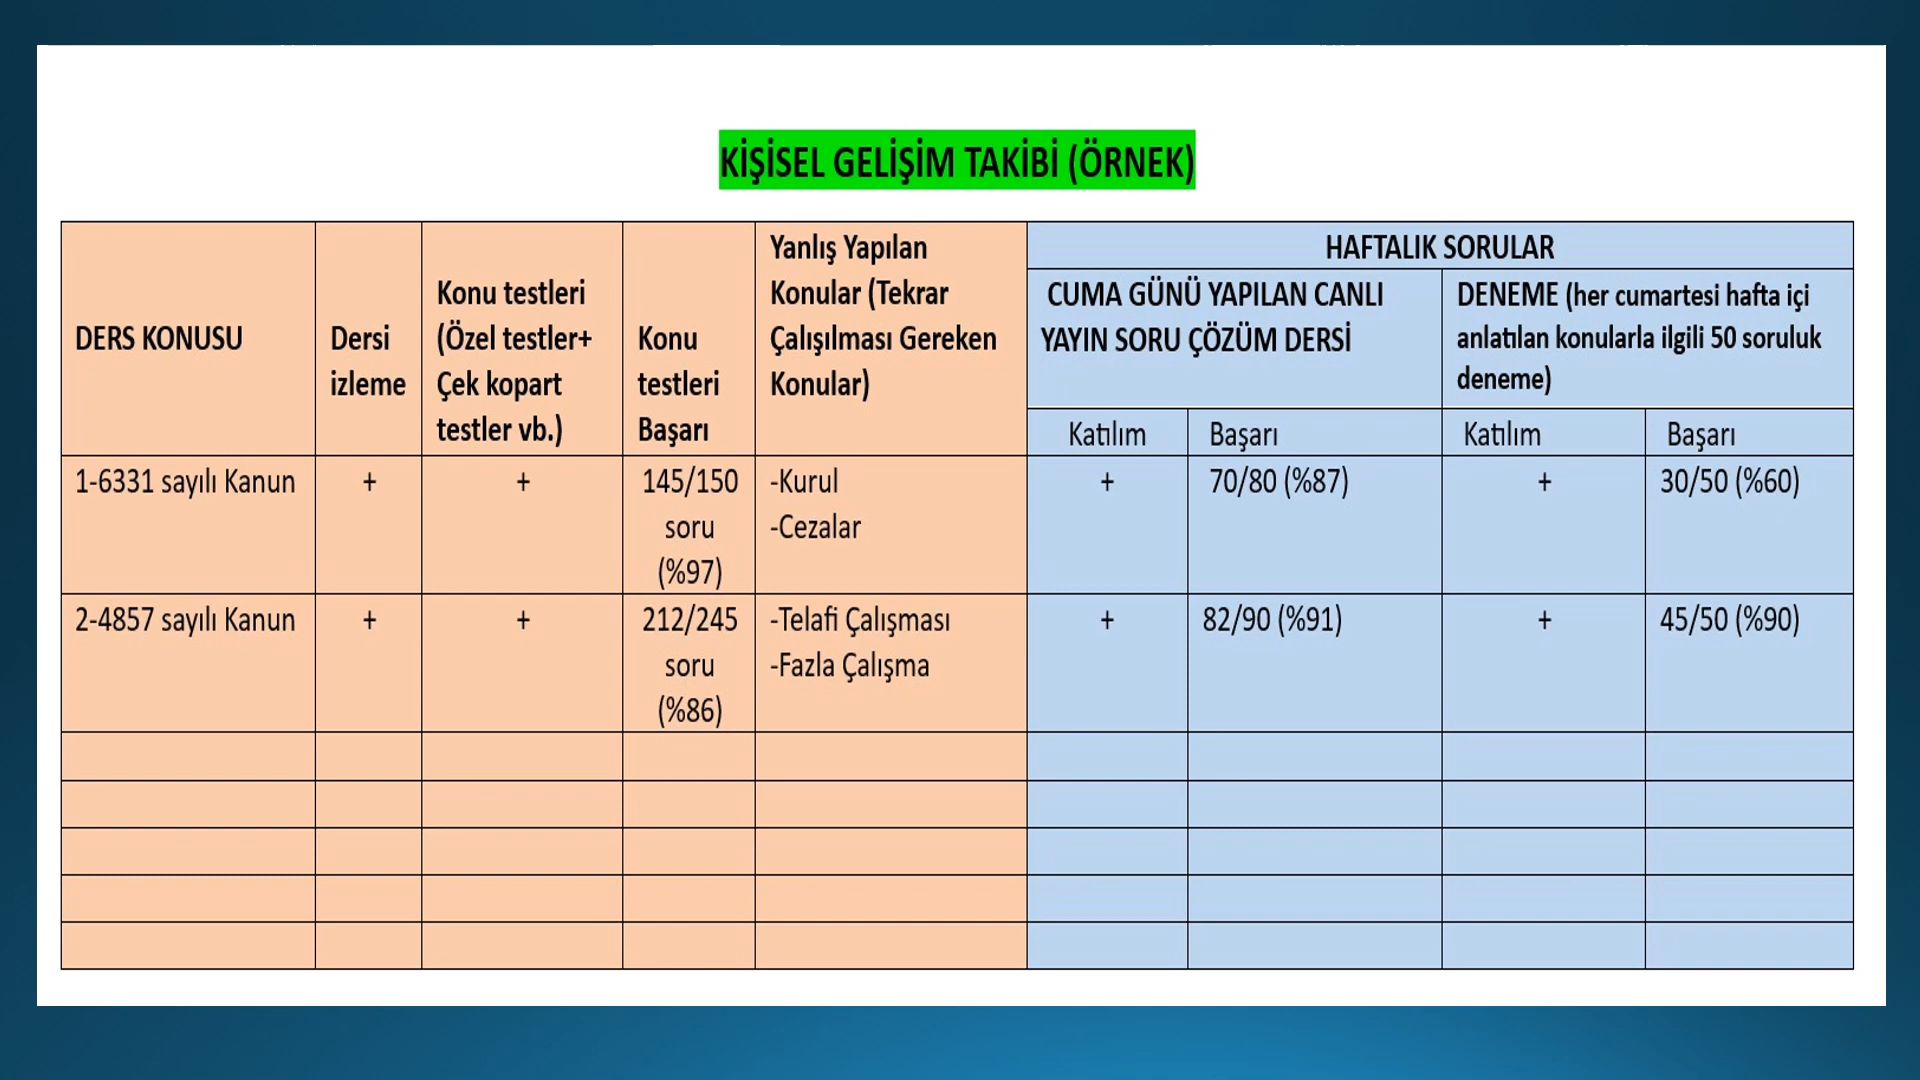 KİŞİSEL GELİŞİM TAKİBİ (ÖRNEK)
DERS KONUSU
Dersi
izleme
Konu testleri
(Özel testler+
Çek kopart
testler vb.)
Konu
testleri
Başarı
Yanlış Yapılan
Konular (Tekrar
Çalışılması Gereken
Konular)
HAFTALIK SORULAR
CUMA GÜNÜ YAPILAN CANLI
YAYIN SORU ÇÖZÜM DERSİ
DENEME (her cumartesi hafta içi
anlatılan konularla ilgili 50 soruluk
deneme)
Katılım
Başarı
Katılım
Başarı
1-6331 sayılı Kanun
+
+
145/150
soru
(%97)
-Kurul
-Cezalar
+
70/80 (%87)
+
30/50 (%60)
2-4857 sayılı Kanun
+
+
212/245
soru
(%86)
-Telafi Çalışması
-Fazla Çalışma
+
82/90 (%91)
+
45/50 (%90)